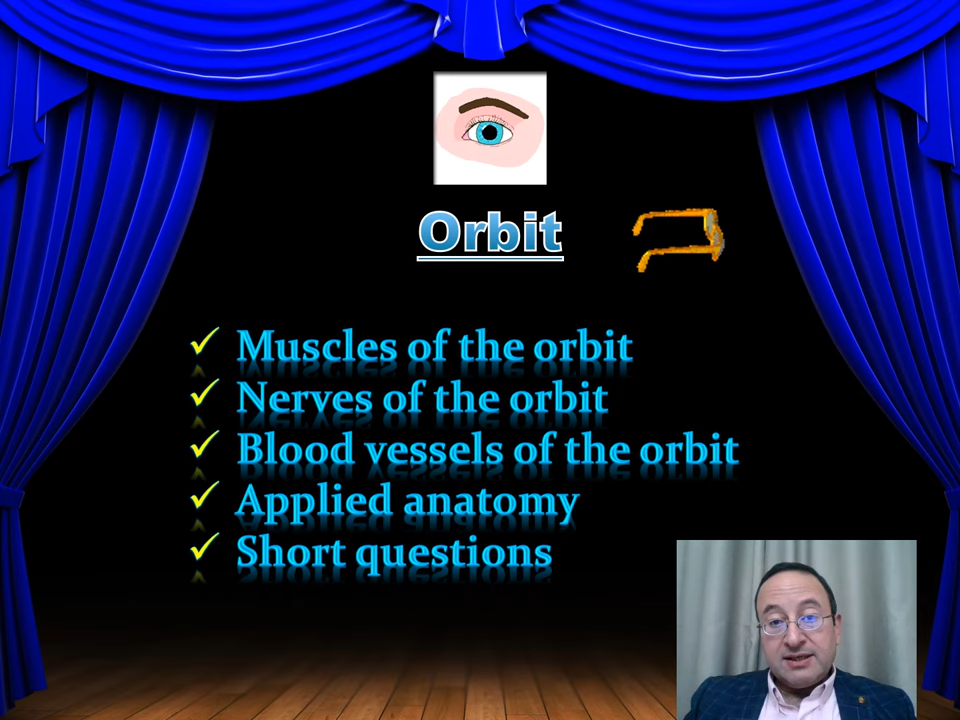 Orbit
Muscles of the orbit
Nerves of the orbit
Blood vessels of the orbit
Applied anatomy
Short questions